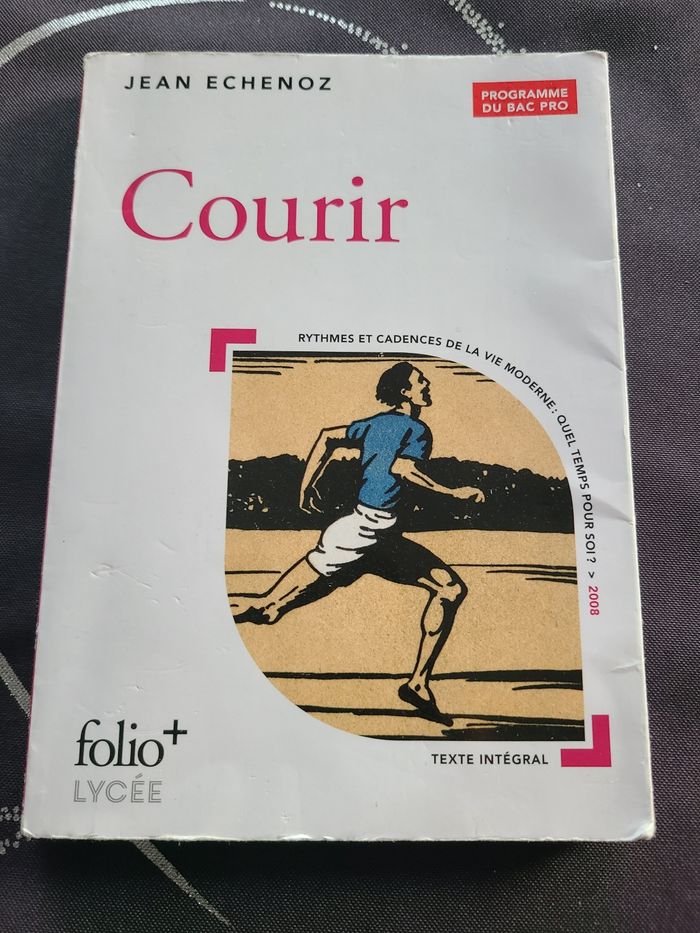 JEAN ECHENOZ
PROGRAMME
DU BAC PRO
Courir
RYTHMES ET CADENCES DE LA VIE MODERNE : QUEL TEMPS POUR SOI ? > 2008
folio+
LYCÉE
TEXTE INTÉGRAL